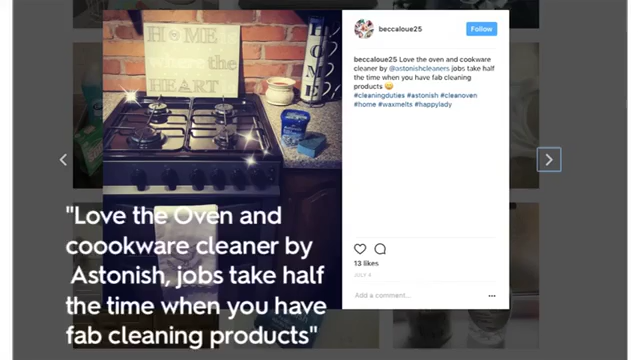 HOME
where the
HEART
HOME
beccaloue25
Follow
beccaloue25 Love the oven and cookware
cleaner by @astonishcleaners jobs take half
the time when you have fab cleaning
products 😄
#cleaningduties #astonish #cleanoven
#home #waxmelts #happylady
"Love the Oven and
coookware cleaner by
Astonish, jobs take half
the time when you have
fab cleaning products"
13 likes
JULY 4
Add a comment...